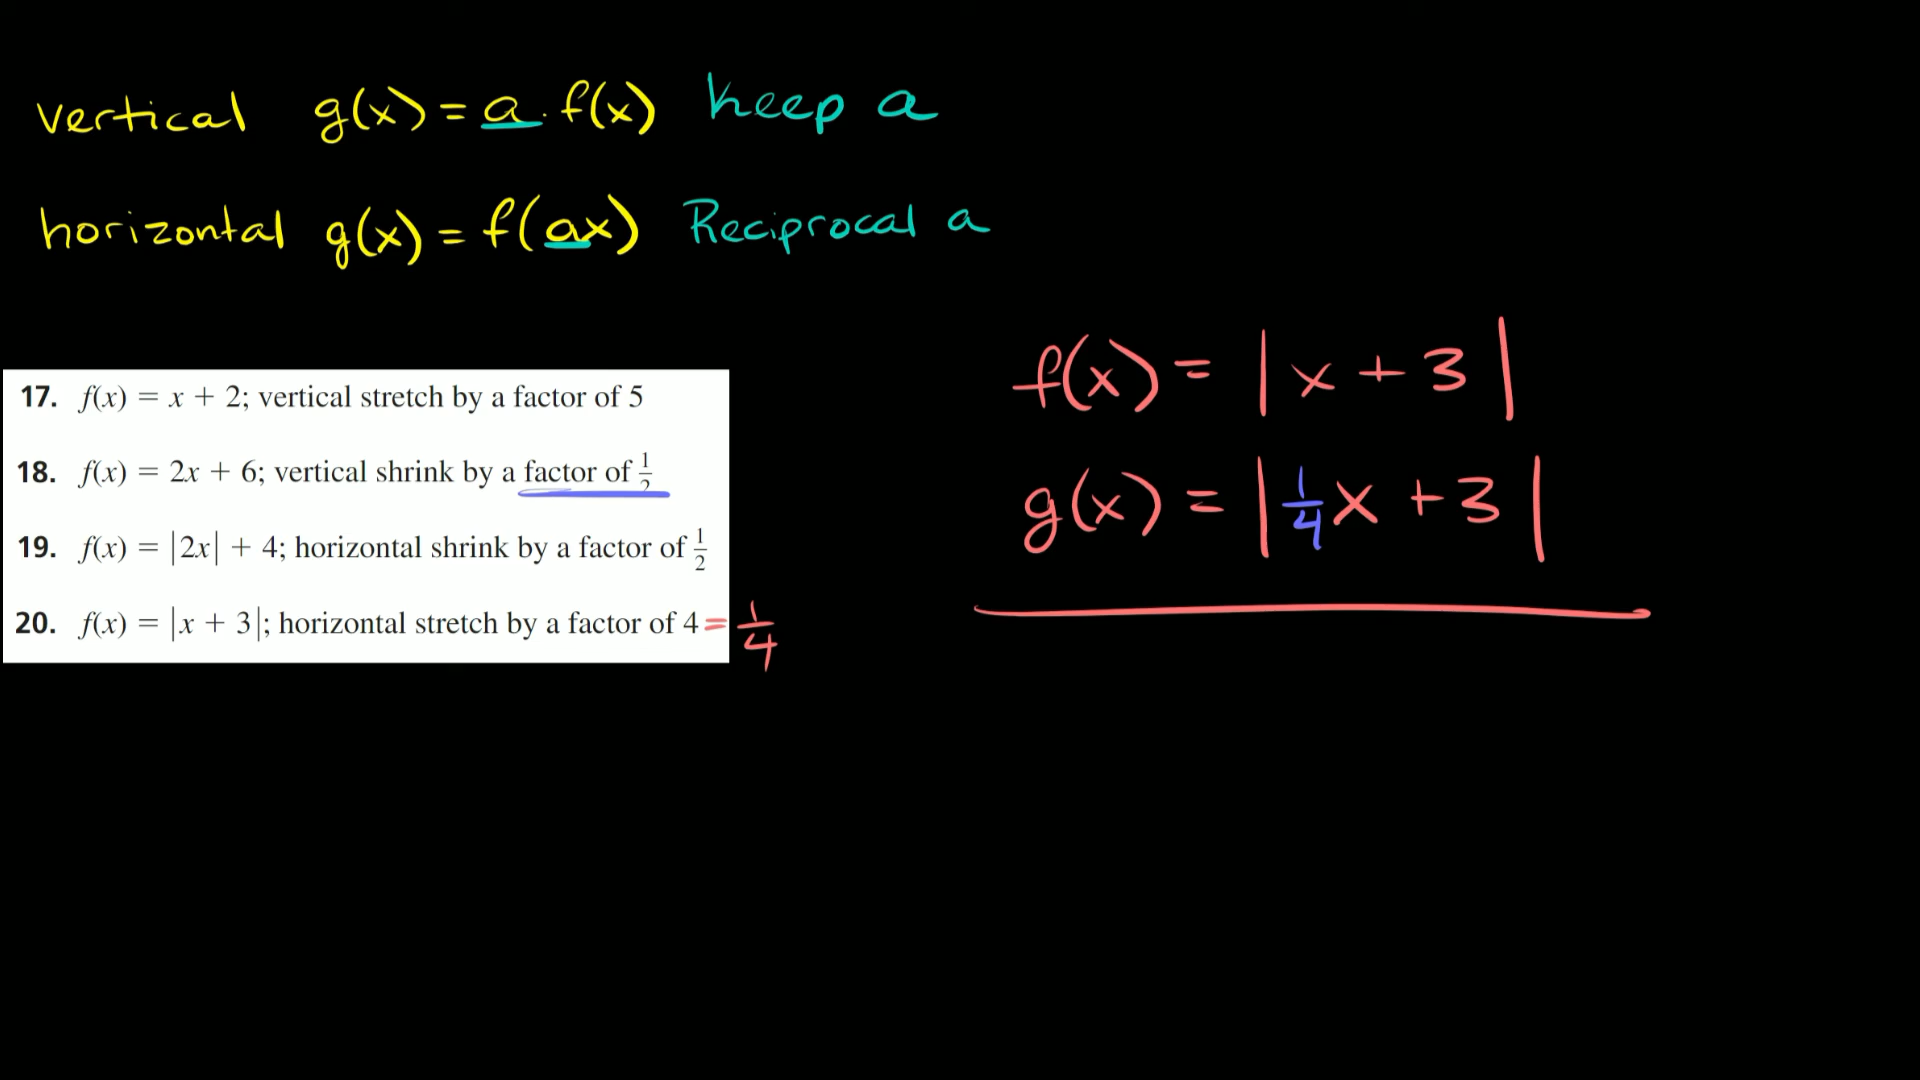 vertical g(x) = a · f(x) keep a
horizontal g(x) = f(ax) Reciprocal a
17. f(x) = x + 2; vertical stretch by a factor of 5
18. f(x) = 2x + 6; vertical shrink by a factor of 1/2
19. f(x) = |2x| + 4; horizontal shrink by a factor of 1/2
20. f(x) = |x + 3|; horizontal stretch by a factor of 4 = 1/4
f(x) = |x + 3|
g(x) = |1/4 x + 3|